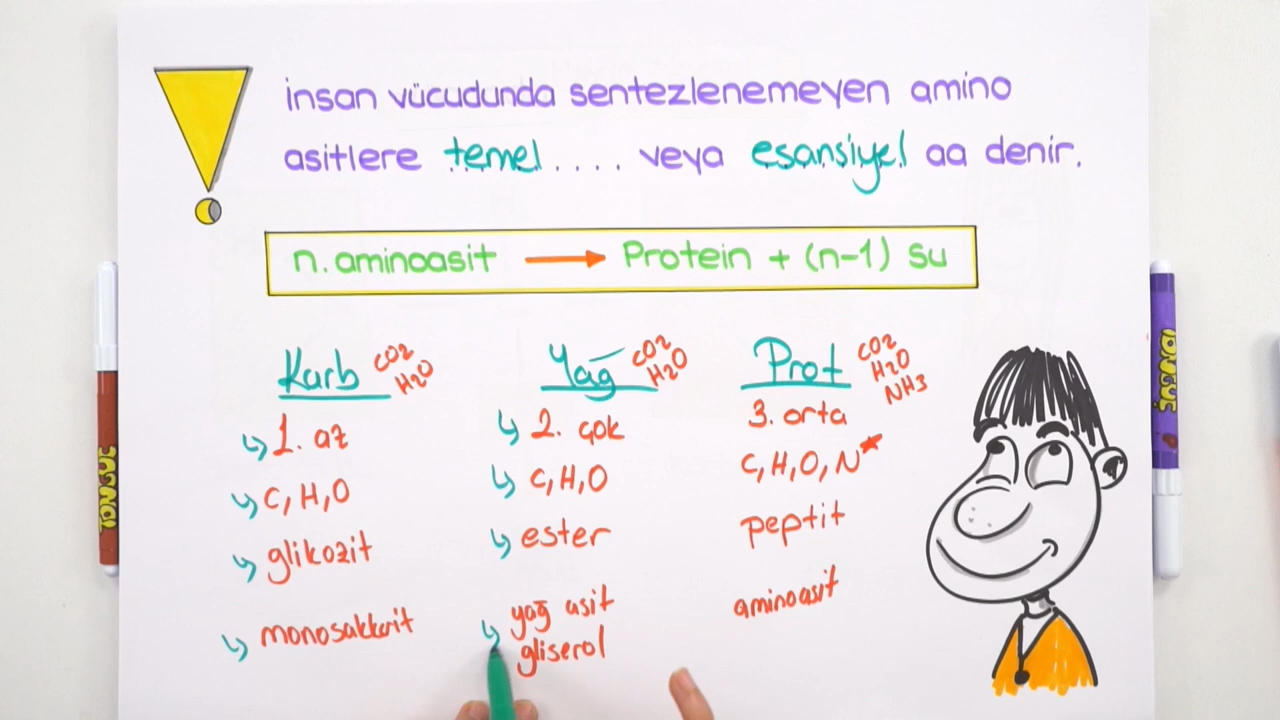 insan vücudunda sentezlenemeyen amino
asitlere temel.... veya esansiyel aa denir.
n. aminoasit → Protein + (n-1) su
Karb CO2 H2O
1. az
C, H, O
glikozit
monosakkarit
Yağ CO2 H2O
2. çok
C, H, O
ester
yağ asit
gliserol
Prot CO2 H2O NH3
3. orta
C, H, O, N*
peptit
aminoasit
TONGUÇ